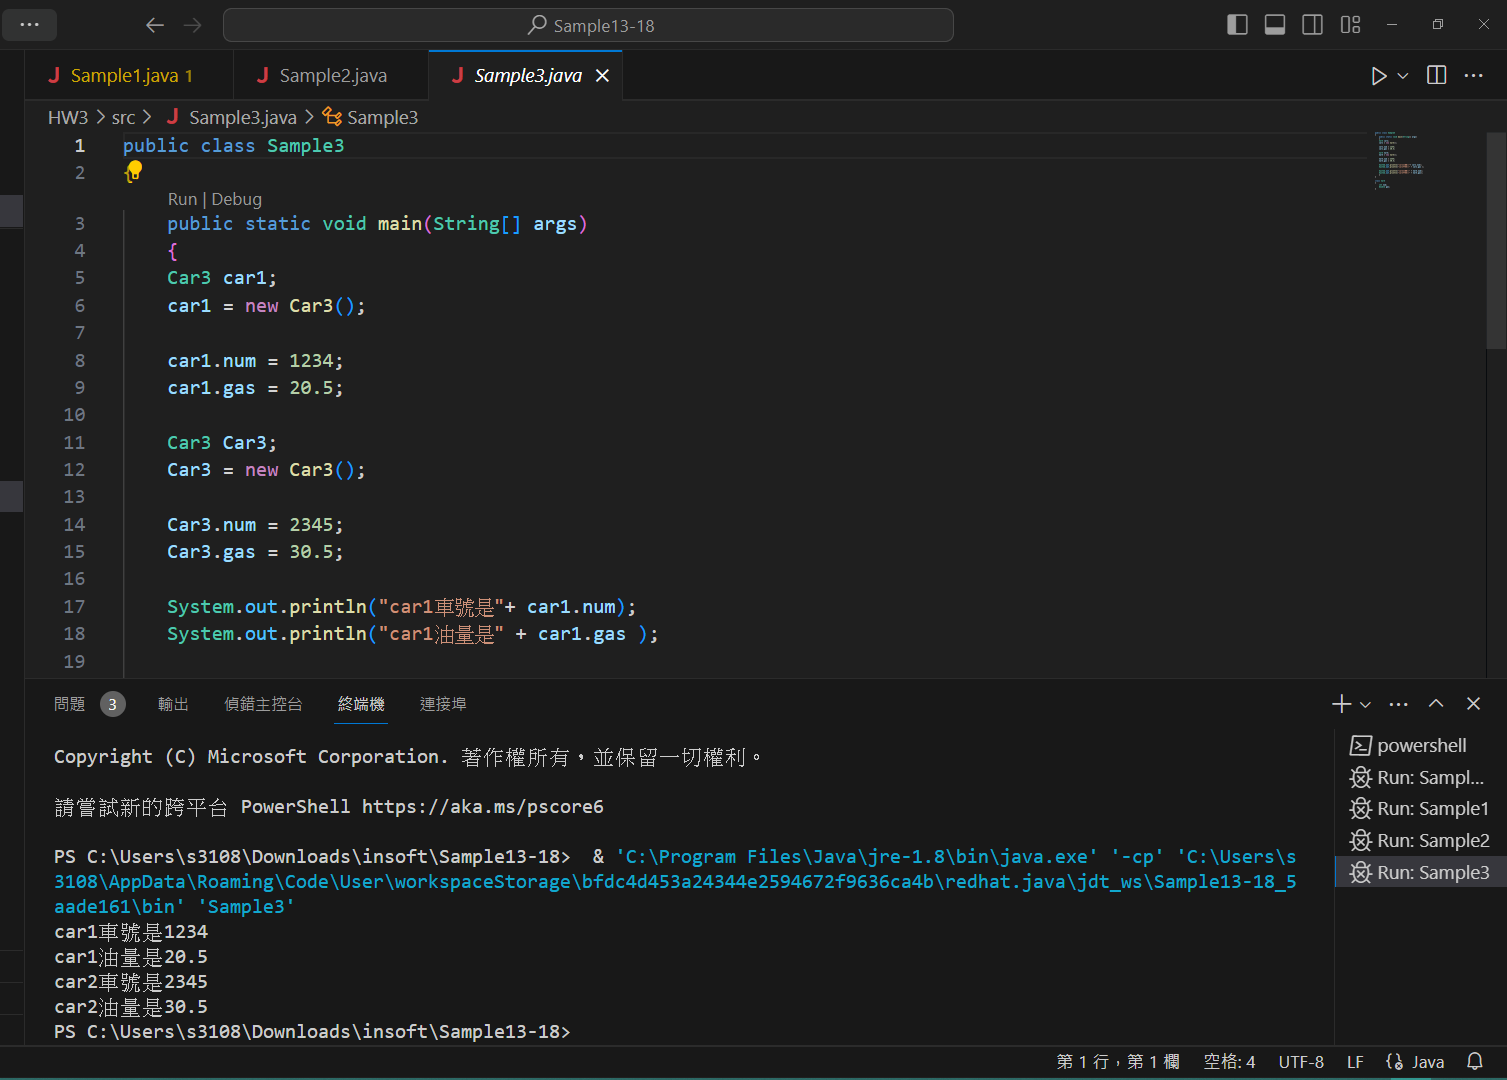 Sample13-18
Sample1.java 1
Sample2.java
Sample3.java
HW3 > src > Sample3.java > Sample3
1 public class Sample3
2 {
Run | Debug
3 public static void main(String[] args)
4 {
5 Car3 car1;
6 car1 = new Car3();
7
8 car1.num = 1234;
9 car1.gas = 20.5;
10
11 Car3 Car3;
12 Car3 = new Car3();
13
14 Car3.num = 2345;
15 Car3.gas = 30.5;
16
17 System.out.println("car1車號是"+ car1.num);
18 System.out.println("car1油量是" + car1.gas );
19
問題 3 輸出 偵錯主控台 終端機 連接埠
Copyright (C) Microsoft Corporation. 著作權所有，並保留一切權利。
請嘗試新的跨平台 PowerShell https://aka.ms/pscore6
PS C:\Users\s3108\Downloads\insoft\Sample13-18>  & 'C:\Program Files\Java\jre-1.8\bin\java.exe' '-cp' 'C:\Users\s
3108\AppData\Roaming\Code\User\workspaceStorage\bfdc4d453a24344e2594672f9636ca4b\redhat.java\jdt_ws\Sample13-18_5
aade161\bin' 'Sample3'
car1車號是1234
car1油量是20.5
car2車號是2345
car2油量是30.5
PS C:\Users\s3108\Downloads\insoft\Sample13-18>
powershell
Run: Sampl...
Run: Sample1
Run: Sample2
Run: Sample3
第 1 行，第 1 欄 空格: 4 UTF-8 LF Java